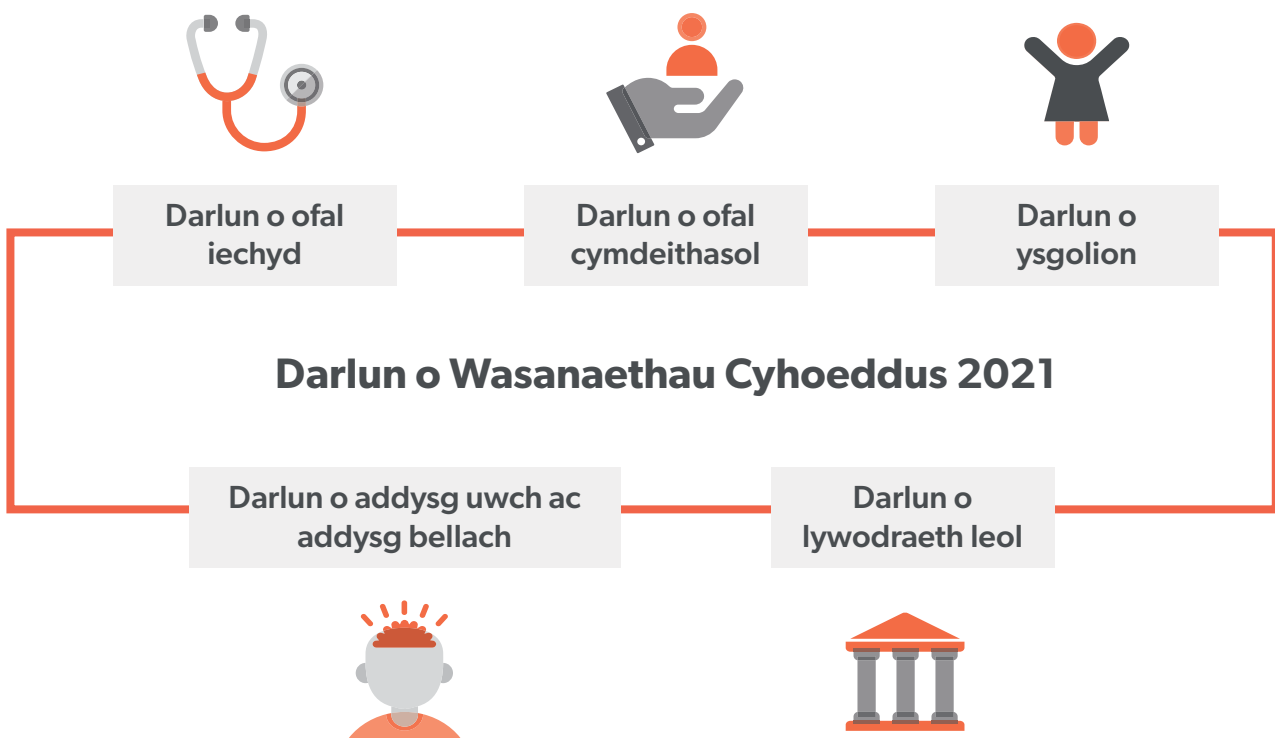 Darlun o ofal
iechyd
Darlun o ofal
cymdeithasol
Darlun o
ysgolion
Darlun o Wasanaethau Cyhoeddus 2021
Darlun o addysg uwch ac
addysg bellach
Darlun o
lywodraeth leol